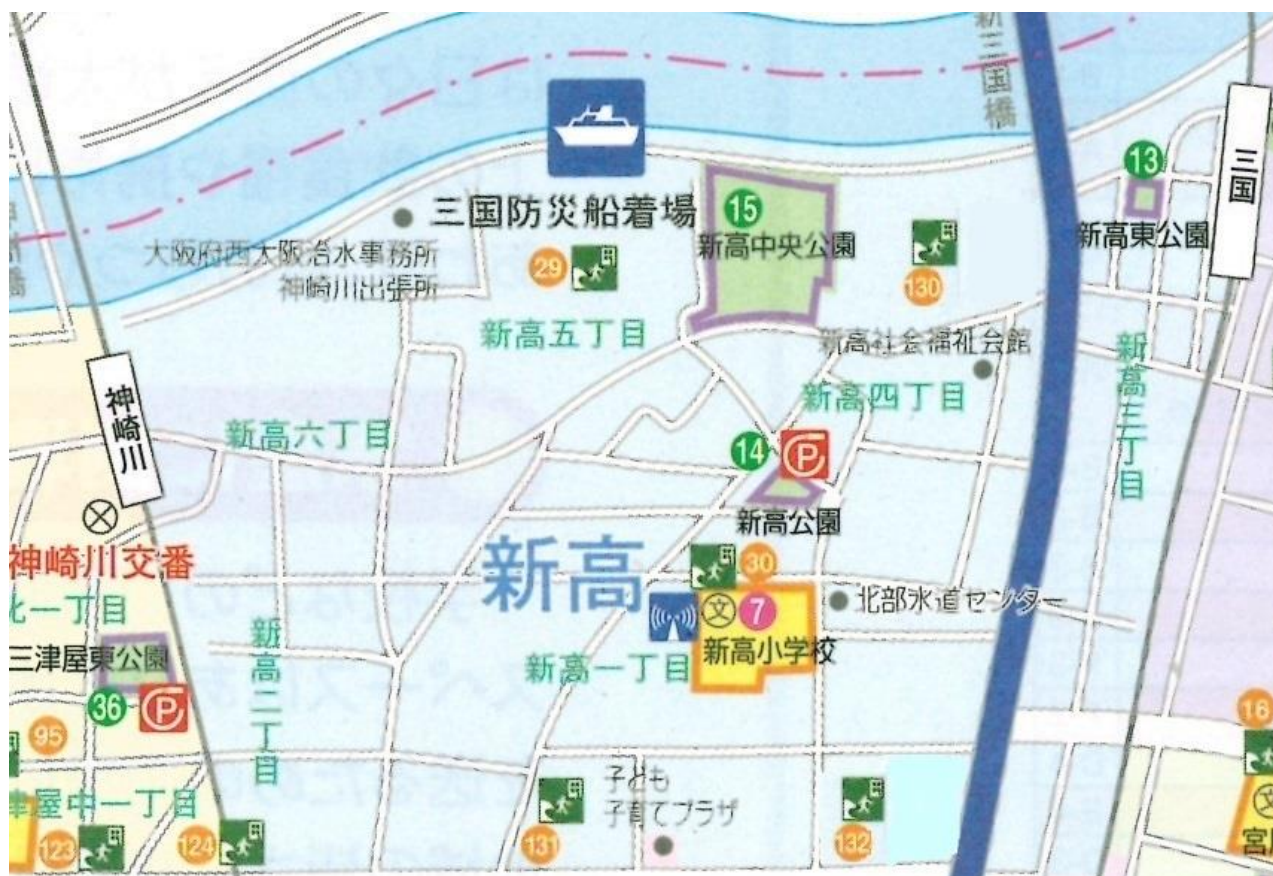 新三国橋
13
三国
15
三国防災船着場
新高中央公園
新高東公園
大阪府西大阪治水事務所
神崎川出張所
29
130
新高五丁目
新高社会福祉会館
新高三丁目
神崎川
新高六丁目
新高四丁目
14
P
新高公園
神崎川交番
新高
30
北一丁目
文
7
北部水道センター
新高二丁目
三津屋東公園
新高一丁目
新高小学校
36
P
95
16
子ども
子育てプラザ
津屋中一丁目
文
123
124
131
132
宮